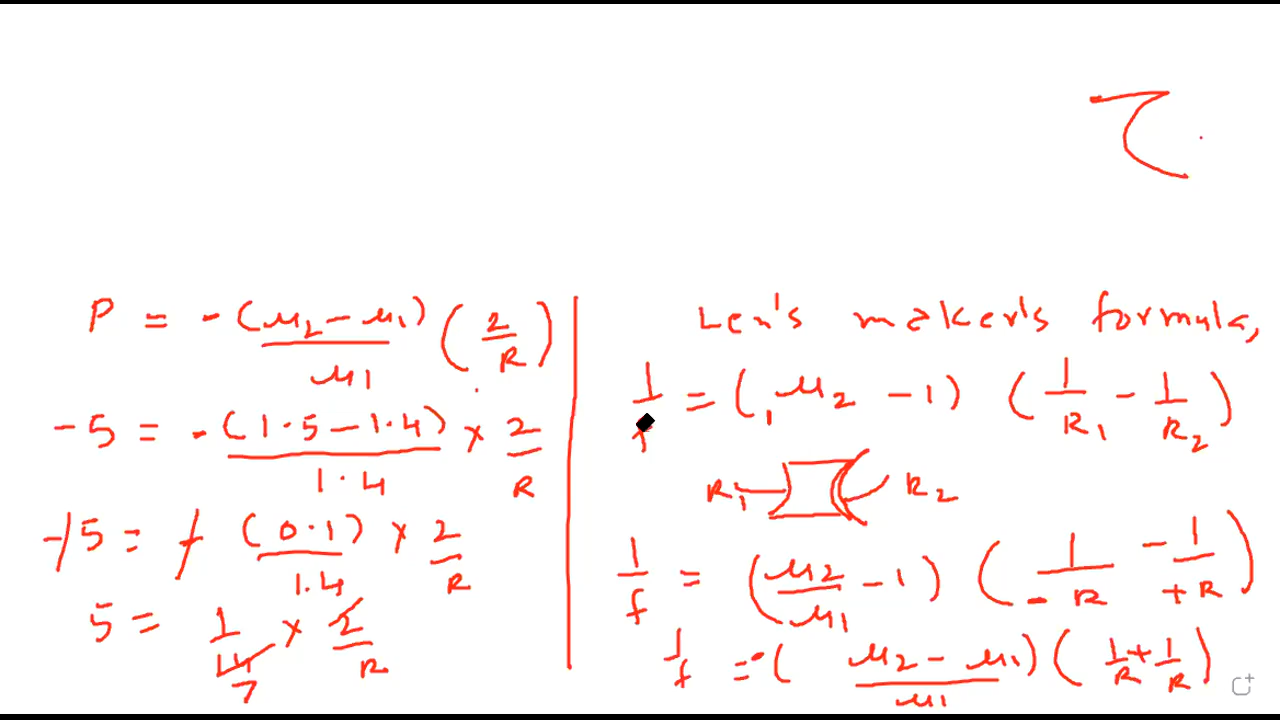 P = -(μ2 - μ1)/μ1 (2/R)
-5 = -(1.5 - 1.4)/1.4 × 2/R
-5 = -(0.1)/1.4 × 2/R
5 = 1/14 × 2/R
7
Len's maker's formula,
1/f = (1μ2 - 1) (1/R1 - 1/R2)
R1 R2
1/f = (μ2/μ1 - 1) (1/-R - 1/+R)
1/f = -(μ2 - μ1)/μ1 (1/R + 1/R)